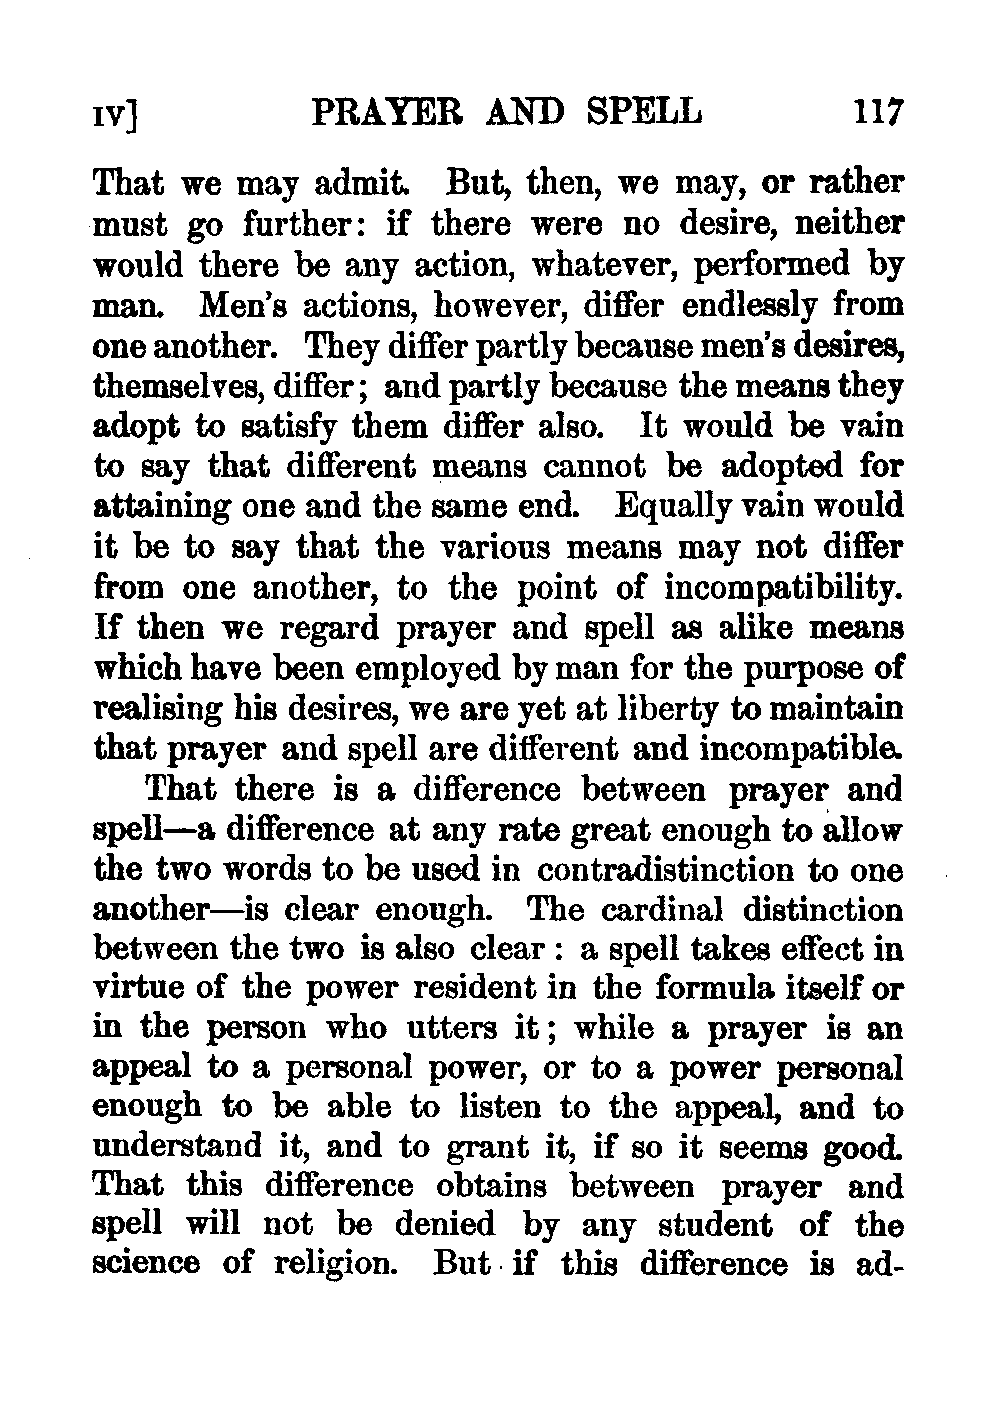 IV] PRAYER AND SPELL 117
That we may admit. But, then, we may, or rather
must go further: if there were no desire, neither
would there be any action, whatever, performed by
man. Men's actions, however, differ endlessly from
one another. They differ partly because men's desires,
themselves, differ; and partly because the means they
adopt to satisfy them differ also. It would be vain
to say that different means cannot be adopted for
attaining one and the same end. Equally vain would
it be to say that the various means may not differ
from one another, to the point of incompatibility.
If then we regard prayer and spell as alike means
which have been employed by man for the purpose of
realising his desires, we are yet at liberty to maintain
that prayer and spell are different and incompatible.
That there is a difference between prayer and
spell—a difference at any rate great enough to allow
the two words to be used in contradistinction to one
another—is clear enough. The cardinal distinction
between the two is also clear : a spell takes effect in
virtue of the power resident in the formula itself or
in the person who utters it; while a prayer is an
appeal to a personal power, or to a power personal
enough to be able to listen to the appeal, and to
understand it, and to grant it, if so it seems good.
That this difference obtains between prayer and
spell will not be denied by any student of the
science of religion. But if this difference is ad-